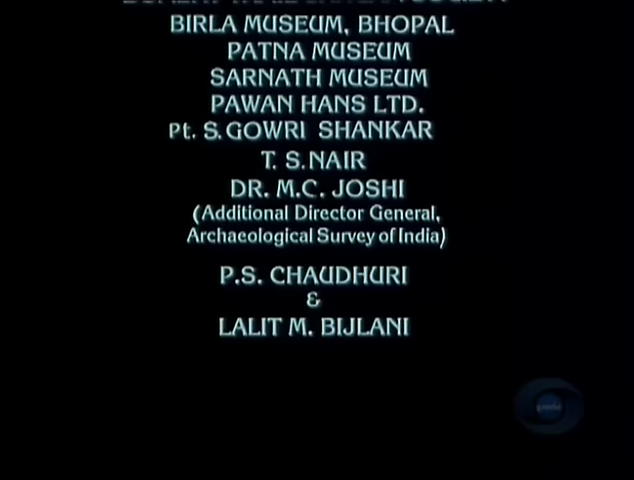 BIRLA MUSEUM, BHOPAL
PATNA MUSEUM
SARNATH MUSEUM
PAWAN HANS LTD.
Pt. S. GOWRI SHANKAR
T. S. NAIR
DR. M.C. JOSHI
(Additional Director General,
Archaeological Survey of India)
P.S. CHAUDHURI
&
LALIT M. BIJLANI